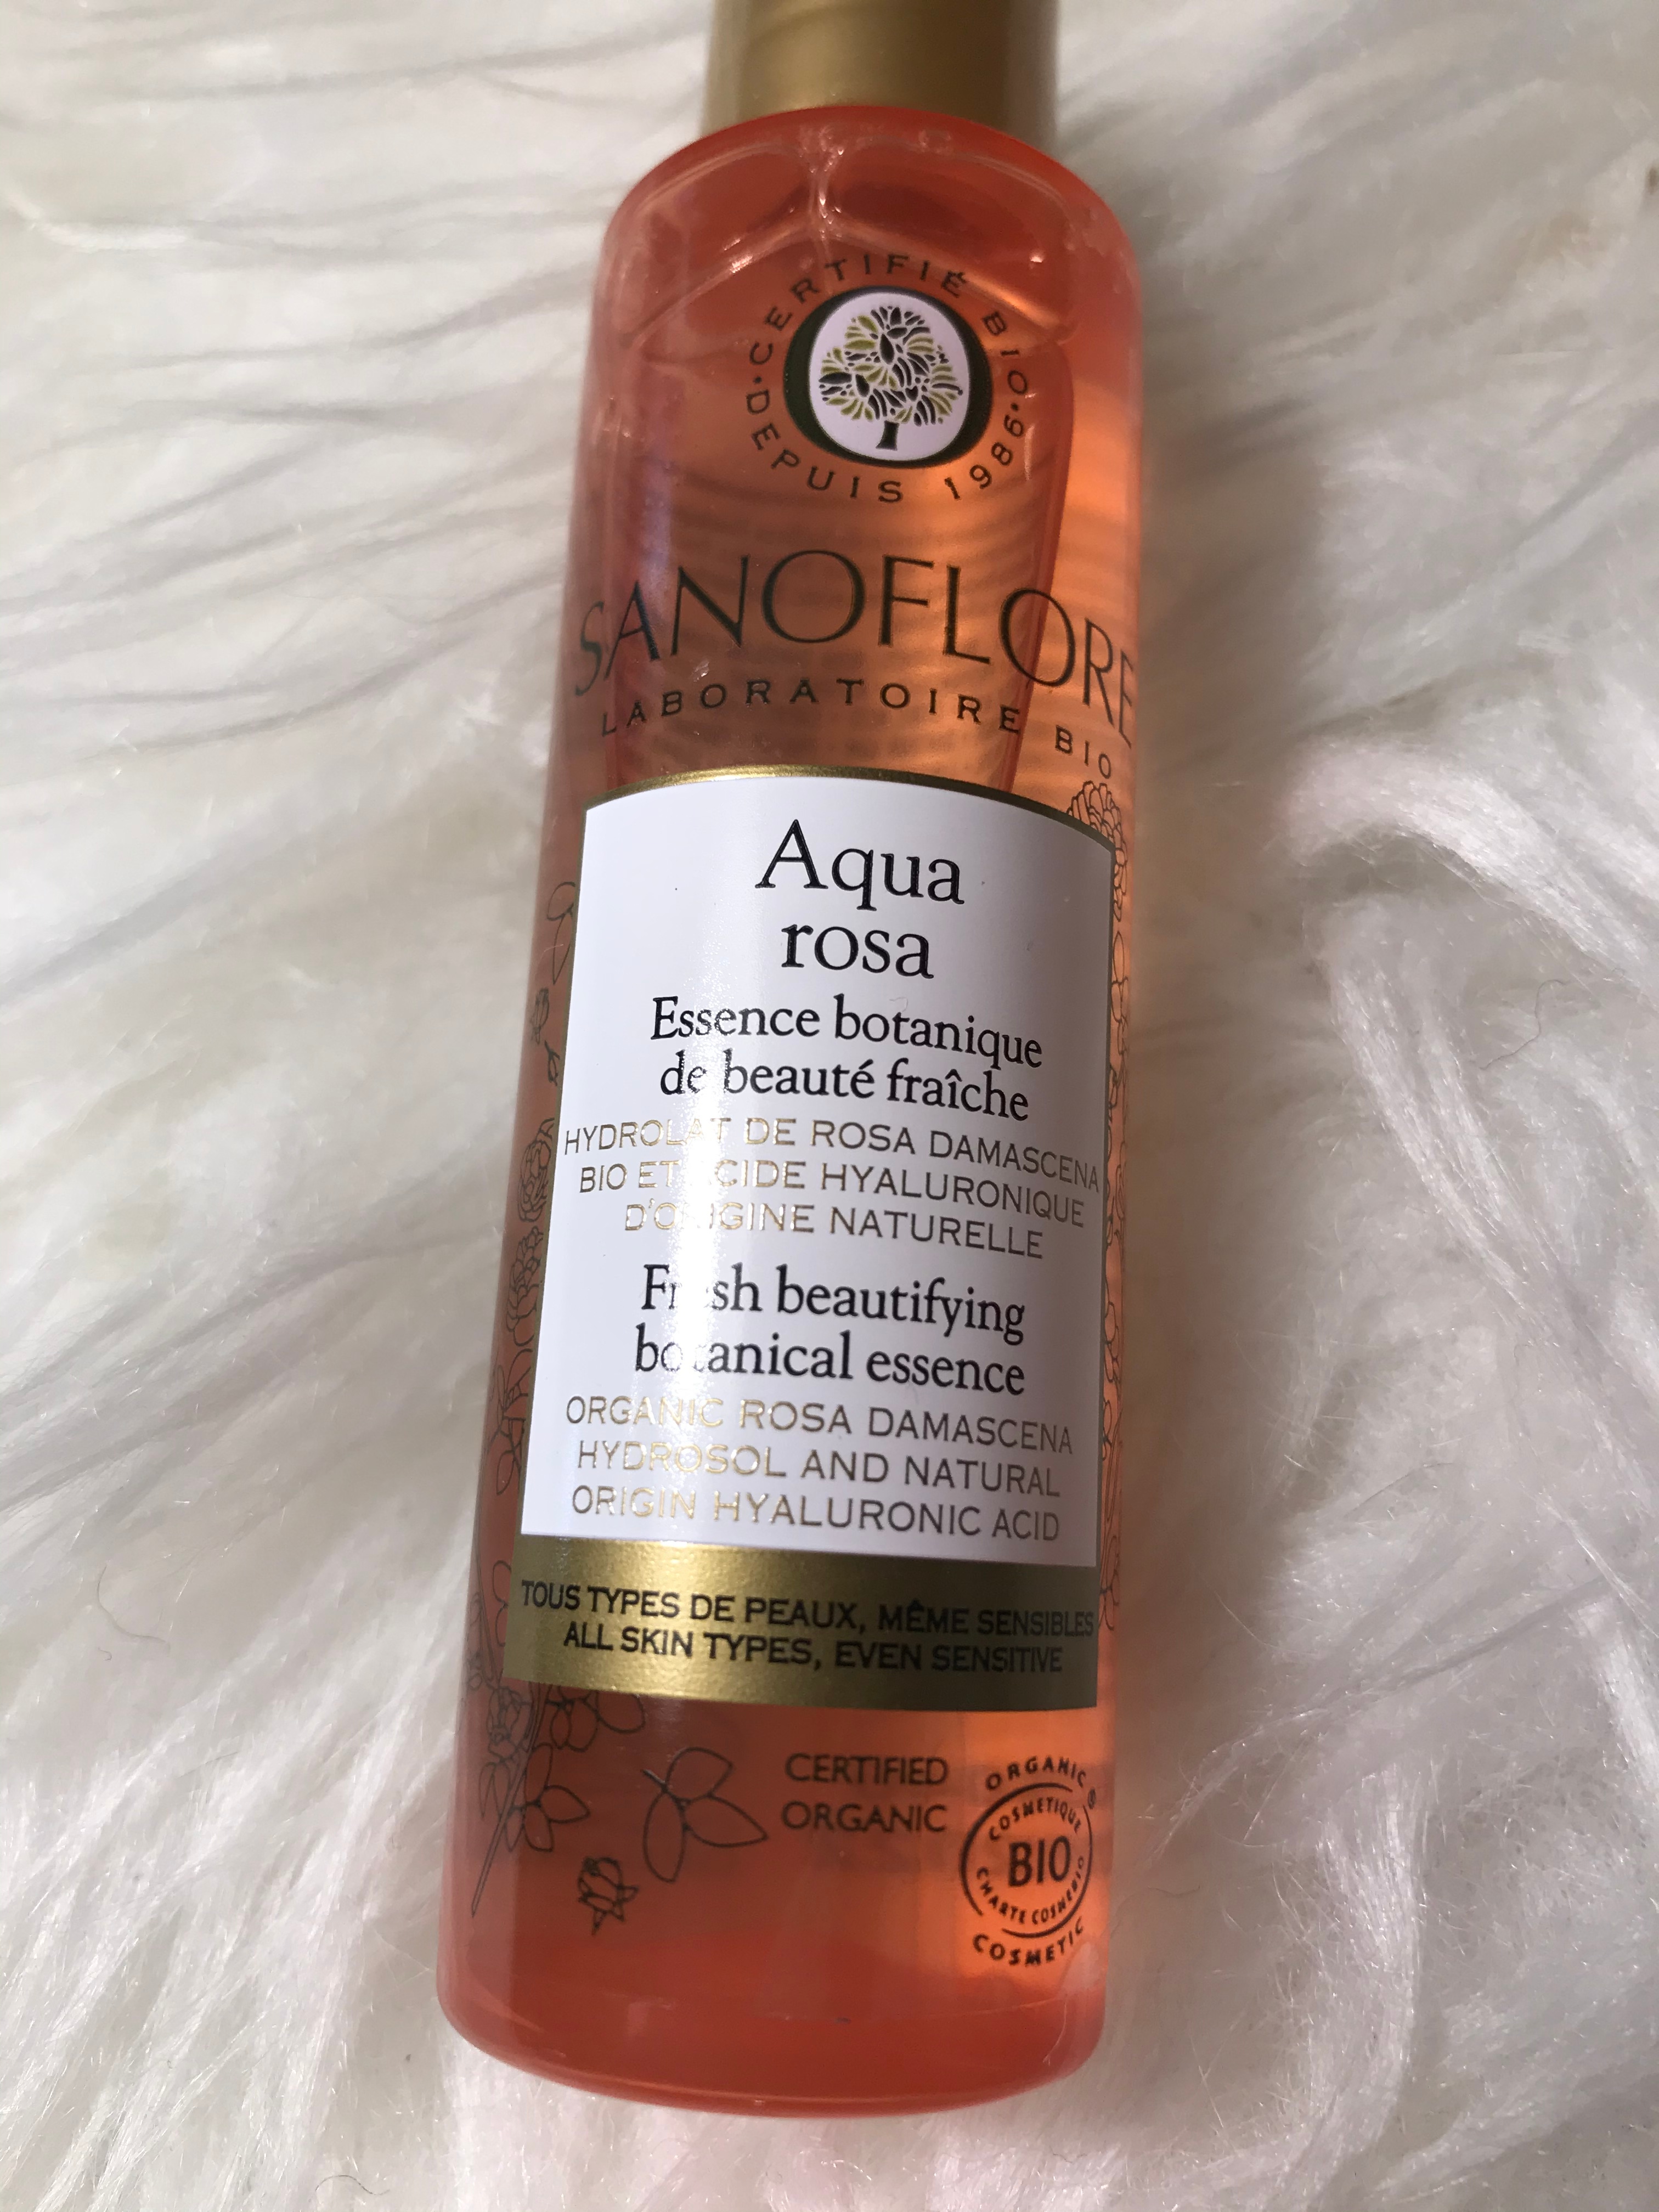 CERTIFIÉ BIO
DEPUIS 1986
SANOFLORE
LABORATOIRE BIO
Aqua
rosa
Essence botanique
de beauté fraîche
HYDROLAT DE ROSA DAMASCENA
BIO ET ACIDE HYALURONIQUE
D'ORIGINE NATURELLE
Fresh beautifying
botanical essence
ORGANIC ROSA DAMASCENA
HYDROSOL AND NATURAL
ORIGIN HYALURONIC ACID
TOUS TYPES DE PEAUX, MÊME SENSIBLES
ALL SKIN TYPES, EVEN SENSITIVE
CERTIFIED
ORGANIC
ORGANIC®
COSMETIQUE
BIO
CHARTE COSMEBIO
COSMETIC